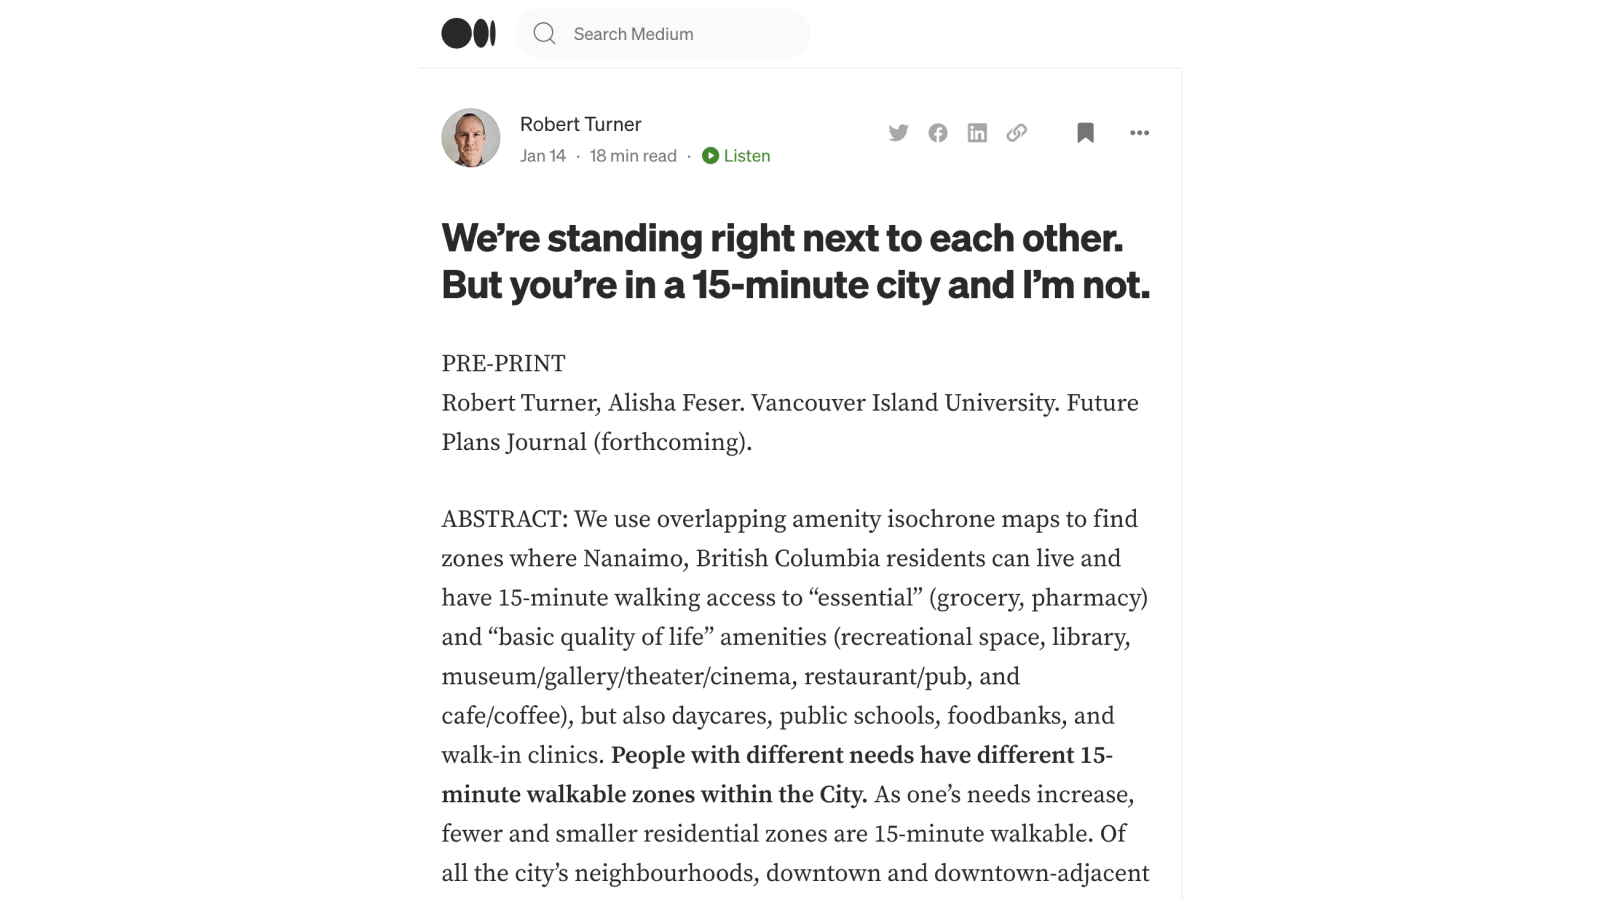 Search Medium
Robert Turner
Jan 14 · 18 min read · Listen
We’re standing right next to each other.
But you’re in a 15-minute city and I’m not.
PRE-PRINT
Robert Turner, Alisha Feser. Vancouver Island University. Future
Plans Journal (forthcoming).
ABSTRACT: We use overlapping amenity isochrone maps to find
zones where Nanaimo, British Columbia residents can live and
have 15-minute walking access to “essential” (grocery, pharmacy)
and “basic quality of life” amenities (recreational space, library,
museum/gallery/theater/cinema, restaurant/pub, and
cafe/coffee), but also daycares, public schools, foodbanks, and
walk-in clinics. People with different needs have different 15-
minute walkable zones within the City. As one’s needs increase,
fewer and smaller residential zones are 15-minute walkable. Of
all the city’s neighbourhoods, downtown and downtown-adjacent